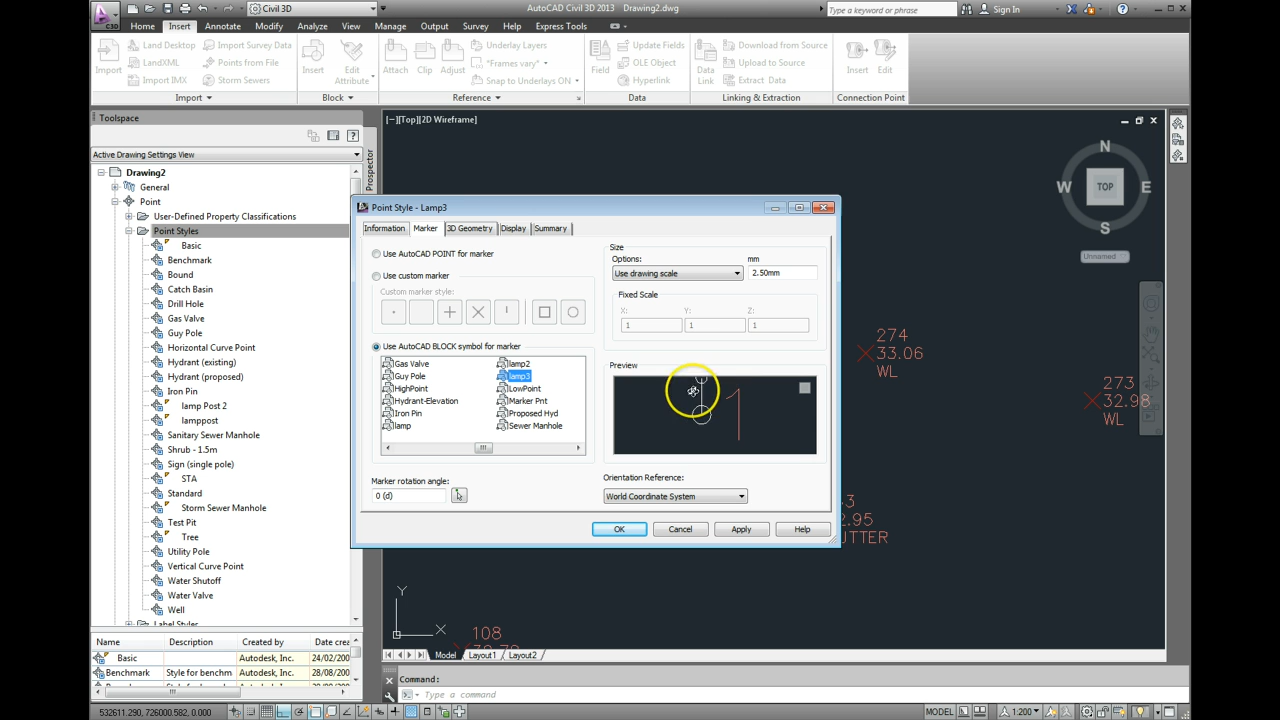 AutoCAD Civil 3D 2013 Drawing2.dwg
Civil 3D
Type a keyword or phrase
Sign In
C3D
Home Insert Annotate Modify Analyze View Manage Output Survey Help Express Tools
Import
Land Desktop
LandXML
Import IMX
Import Survey Data
Points from File
Storm Sewers
Insert
Edit Attribute
Attach
Clip
Adjust
Underlay Layers
"Frames vary"
Snap to Underlays ON
Field
Update Fields
OLE Object
Hyperlink
Data Link
Download from Source
Upload to Source
Extract Data
Insert
Edit
Import Block Reference Data Linking & Extraction Connection Point
Toolspace
Active Drawing Settings View
Prospector
Drawing2
General
Point
User-Defined Property Classifications
Point Styles
Basic
Benchmark
Bound
Catch Basin
Drill Hole
Gas Valve
Guy Pole
Horizontal Curve Point
Hydrant (existing)
Hydrant (proposed)
Iron Pin
lamp Post 2
lamppost
Sanitary Sewer Manhole
Shrub - 1.5m
Sign (single pole)
STA
Standard
Storm Sewer Manhole
Test Pit
Tree
Utility Pole
Vertical Curve Point
Water Shutoff
Water Valve
Well
Label Styles
Name Description Created by Date crea
Basic Autodesk, Inc. 24/02/200
Benchmark Style for benchm Autodesk, Inc. 28/08/200
[−][Top][2D Wireframe]
N
W TOP E
S
Unnamed
Point Style - Lamp3
Information Marker 3D Geometry Display Summary
Use AutoCAD POINT for marker
Use custom marker
Custom marker style:
Use AutoCAD BLOCK symbol for marker
Gas Valve
Guy Pole
HighPoint
Hydrant-Elevation
Iron Pin
lamp
lamp2
lamp3
LowPoint
Marker Pnt
Proposed Hyd
Sewer Manhole
Marker rotation angle:
0 (d)
Size
Options: mm
Use drawing scale 2.50mm
Fixed Scale
X: Y: Z:
1 1 1
Preview
1
Orientation Reference:
World Coordinate System
OK Cancel Apply Help
274
33.06
WL
273
32.98
WL
3
2.95
UTTER
108
Y
X
Model Layout1 Layout2
Command:
Type a command
532611.290, 726000.582, 0.000
MODEL
1:200